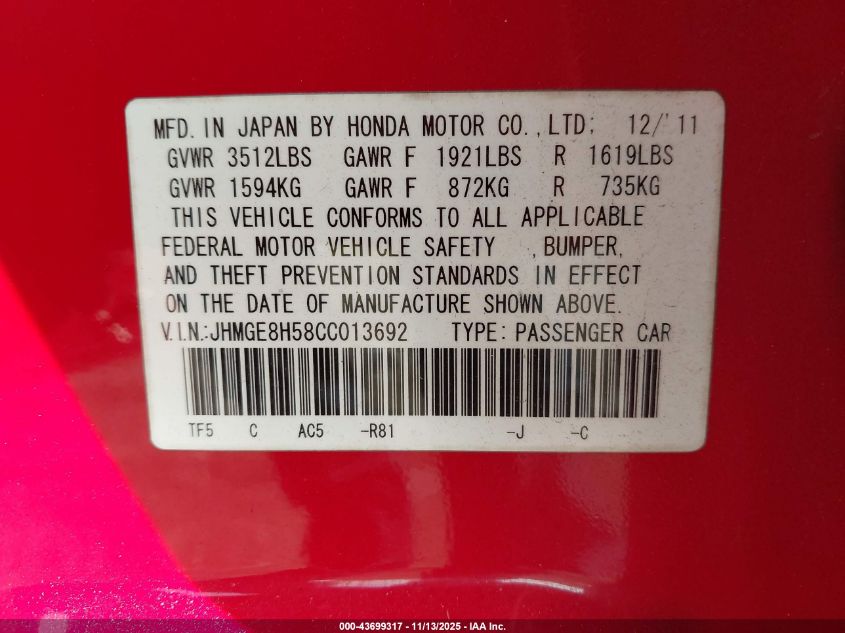 MFD. IN JAPAN BY HONDA MOTOR CO.,LTD; 12/'11
GVWR 3512LBS GAWR F 1921LBS R 1619LBS
GVWR 1594KG GAWR F 872KG R 735KG
THIS VEHICLE CONFORMS TO ALL APPLICABLE
FEDERAL MOTOR VEHICLE SAFETY , BUMPER,
AND THEFT PREVENTION STANDARDS IN EFFECT
ON THE DATE OF MANUFACTURE SHOWN ABOVE.
V.I.N.:JHMGE8H58CC013692 TYPE: PASSENGER CAR
TF5 C AC5 -R81 -J -C
000-43699317 - 11/13/2025 - IAA Inc.